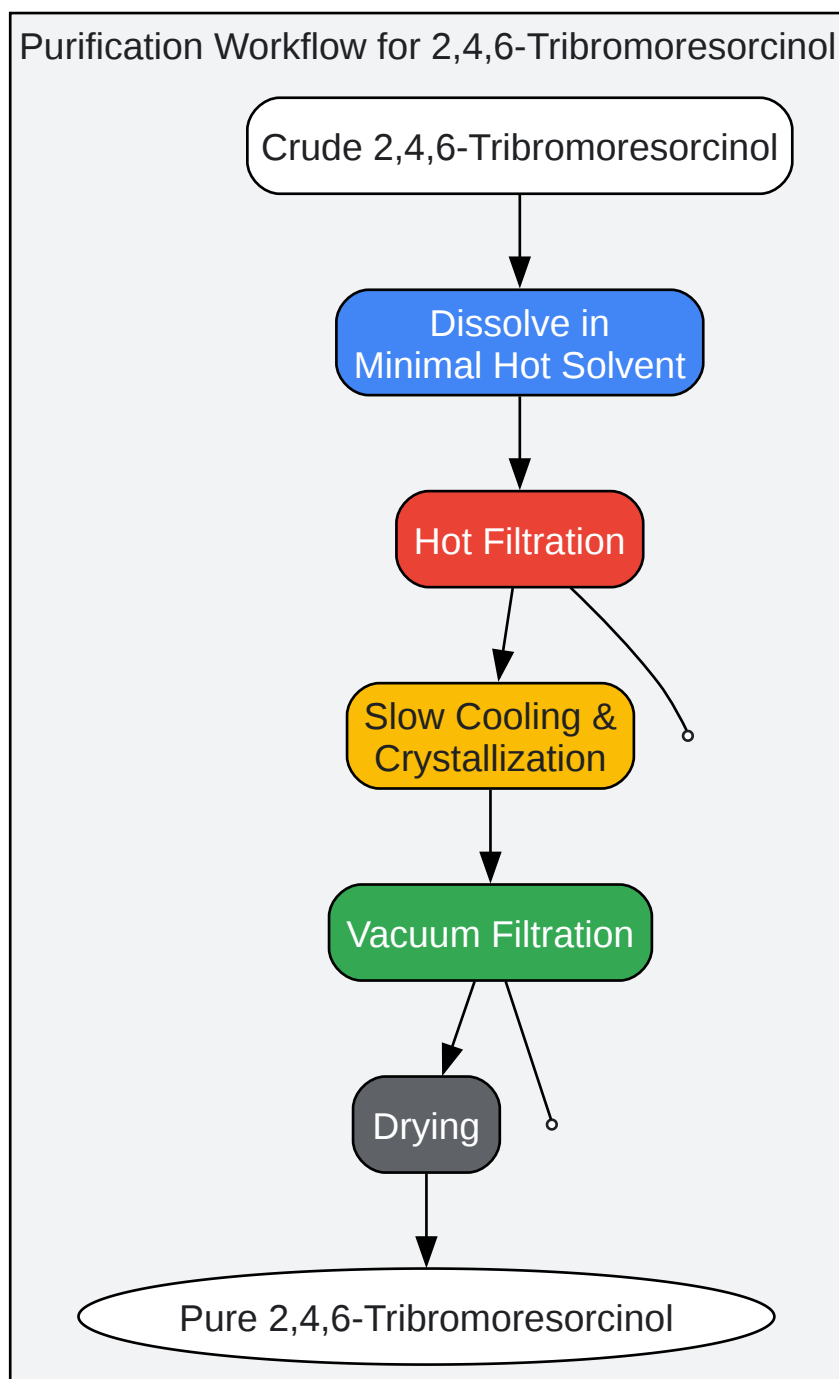 Purification Workflow for 2,4,6-Tribromoresorcinol
Crude 2,4,6-Tribromoresorcinol
Dissolve in
Minimal Hot Solvent
Hot Filtration
Slow Cooling &
Crystallization
Vacuum Filtration
Drying
Pure 2,4,6-Tribromoresorcinol